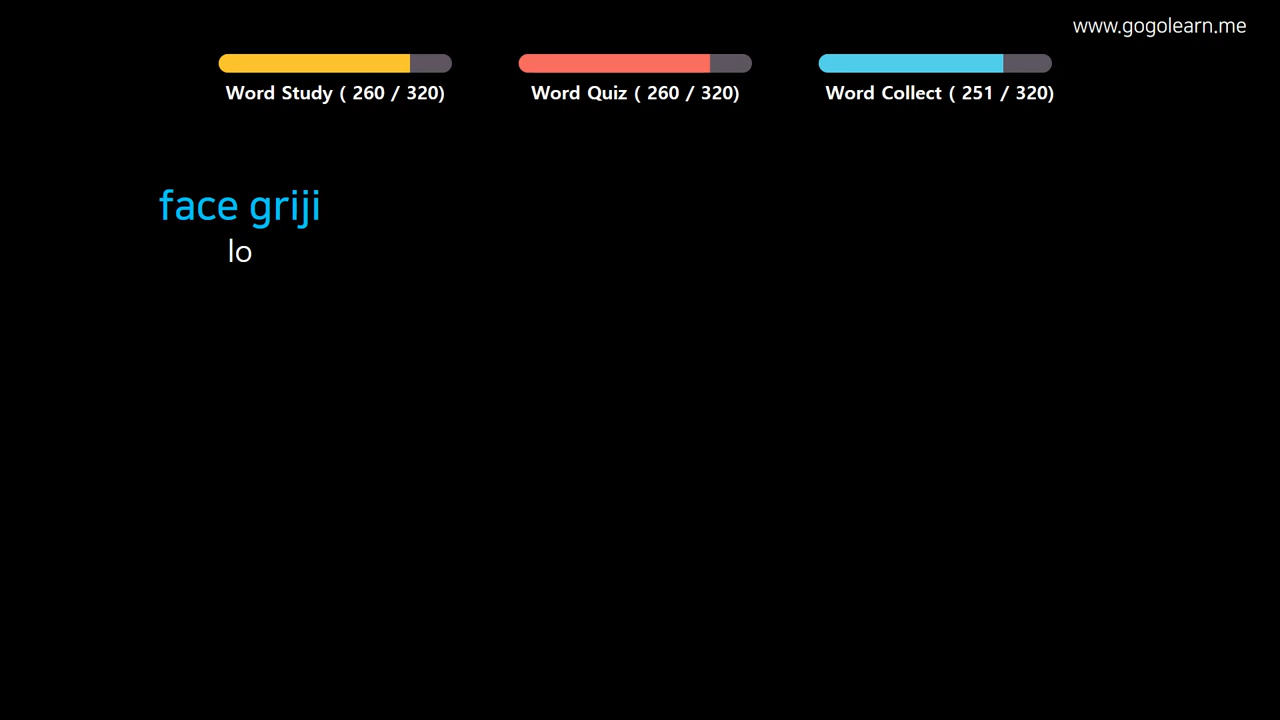 www.gogolearn.me
Word Study ( 260 / 320)
Word Quiz ( 260 / 320)
Word Collect ( 251 / 320)
face griji
lo